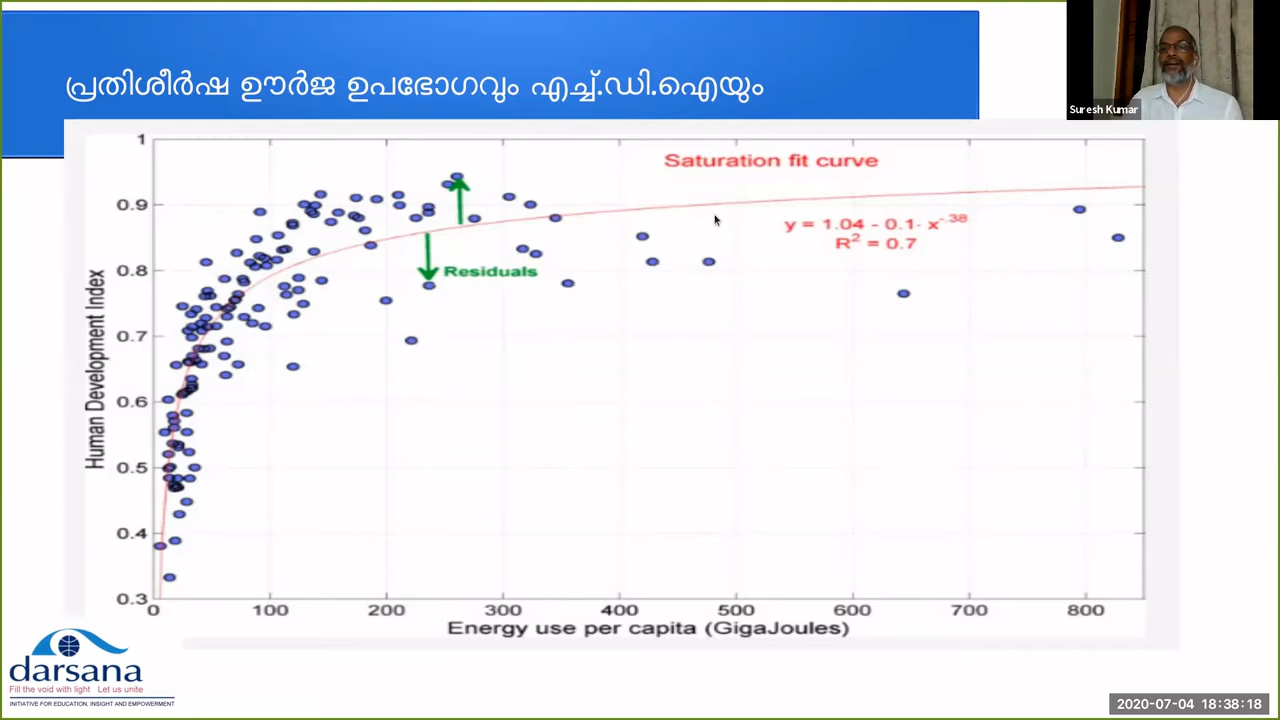 പ്രതിശീർഷ ഊർജ ഉപഭോഗവും എച്ച്.ഡി.ഐയും
Suresh Kumar
Saturation fit curve
y = 1.04 - 0.1· x^-.38
R² = 0.7
Residuals
Human Development Index
1
0.9
0.8
0.7
0.6
0.5
0.4
0.3
0 100 200 300 400 500 600 700 800
Energy use per capita (GigaJoules)
darsana
Fill the void with light Let us unite
INITIATIVE FOR EDUCATION, INSIGHT AND EMPOWERMENT
2020-07-04 18:38:18